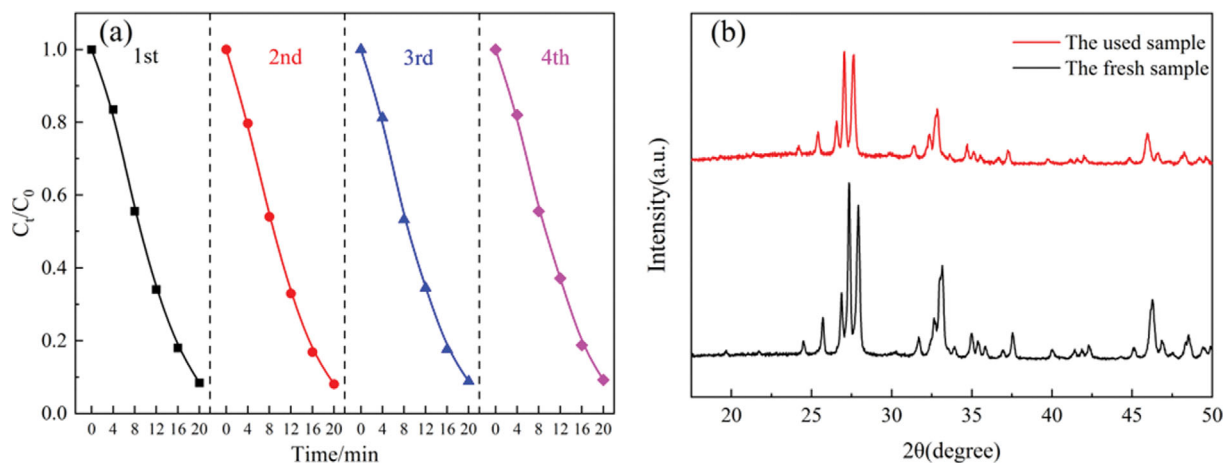 (a)
1st
2nd
3rd
4th
1.0
0.8
0.6
0.4
0.2
0.0
Ct/C0
0 4 8 12 16 20 0 4 8 12 16 20 0 4 8 12 16 20 0 4 8 12 16 20
Time/min
(b)
The used sample
The fresh sample
Intensity(a.u.)
20 25 30 35 40 45 50
2θ(degree)